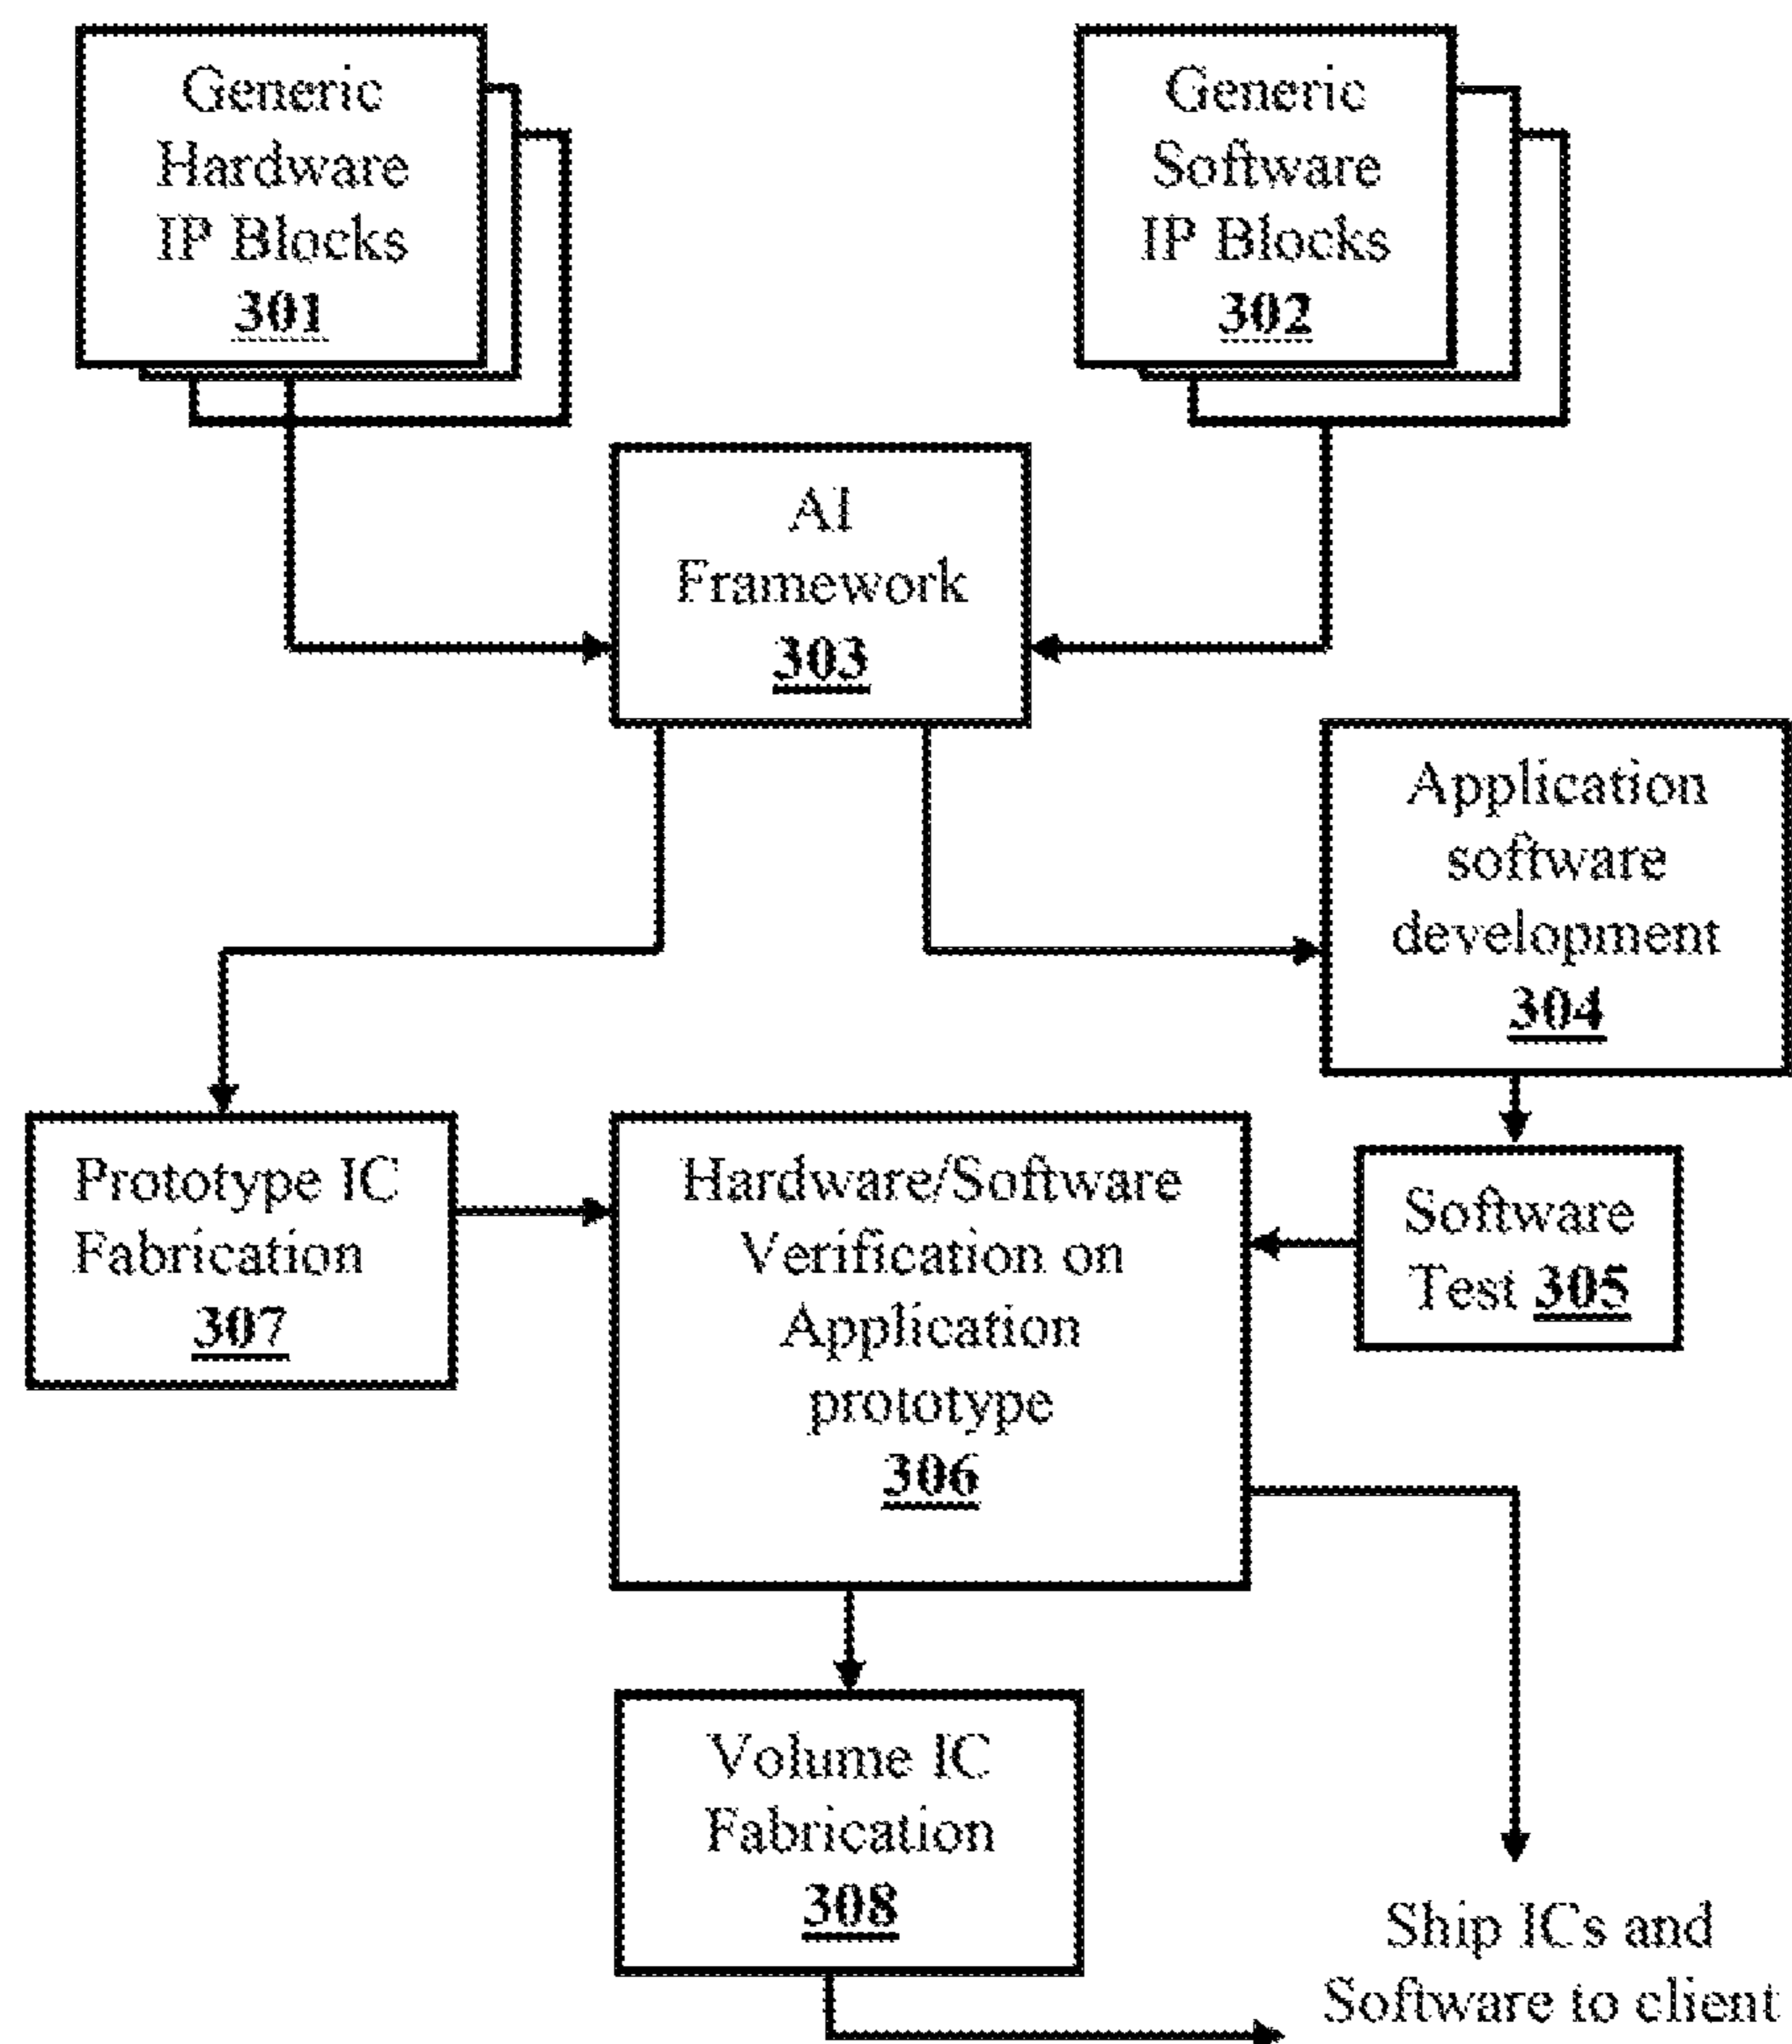 Generic
Hardware
IP Blocks
301
Generic
Software
IP Blocks
302
AI
Framework
303
Application
software
development
304
Prototype IC
Fabrication
307
Hardware/Software
Verification on
Application
prototype
306
Software
Test 305
Volume IC
Fabrication
308
Ship ICs and
Software to client